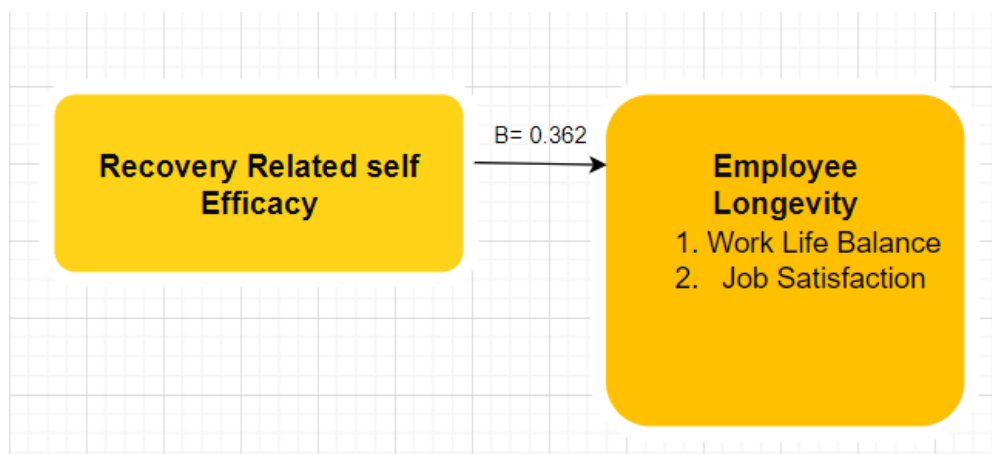 Recovery Related self
Efficacy
B= 0.362
Employee
Longevity
1. Work Life Balance
2. Job Satisfaction